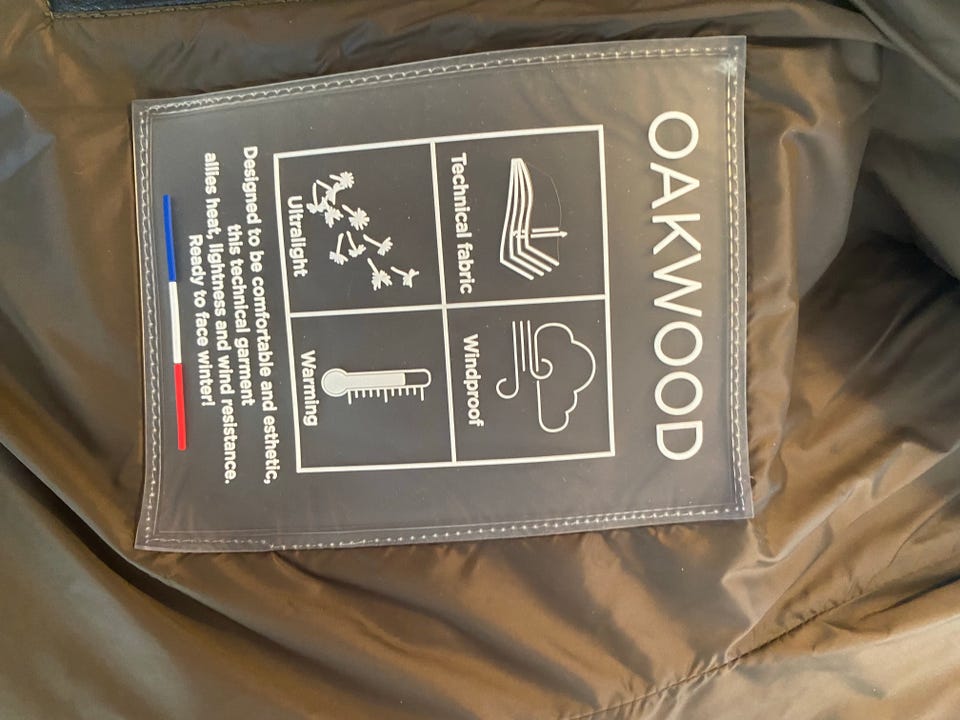 OAKWOOD
Technical fabric
Windproof
Ultralight
Warming
Designed to be comfortable and esthetic,
this technical garment
allies heat, lightness and wind resistance.
Ready to face winter!